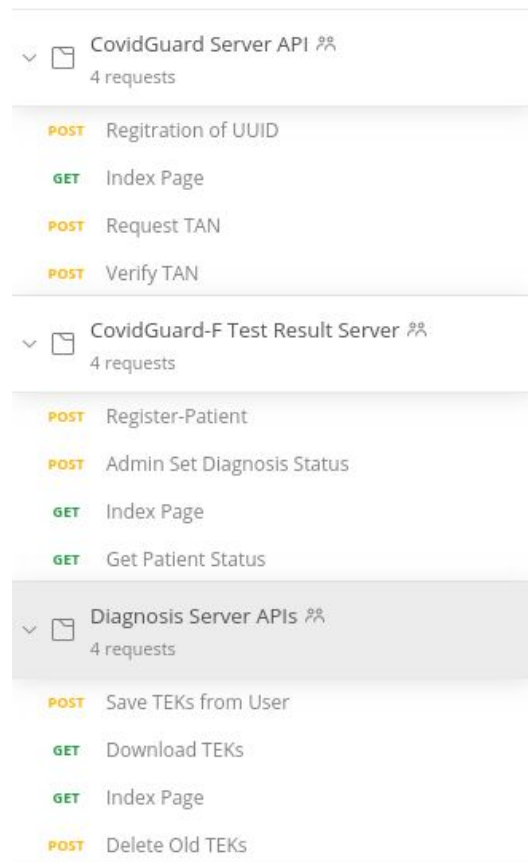 CovidGuard Server API
4 requests
POST Regitration of UUID
GET Index Page
POST Request TAN
POST Verify TAN
CovidGuard-F Test Result Server
4 requests
POST Register-Patient
POST Admin Set Diagnosis Status
GET Index Page
GET Get Patient Status
Diagnosis Server APIs
4 requests
POST Save TEKs from User
GET Download TEKs
GET Index Page
POST Delete Old TEKs